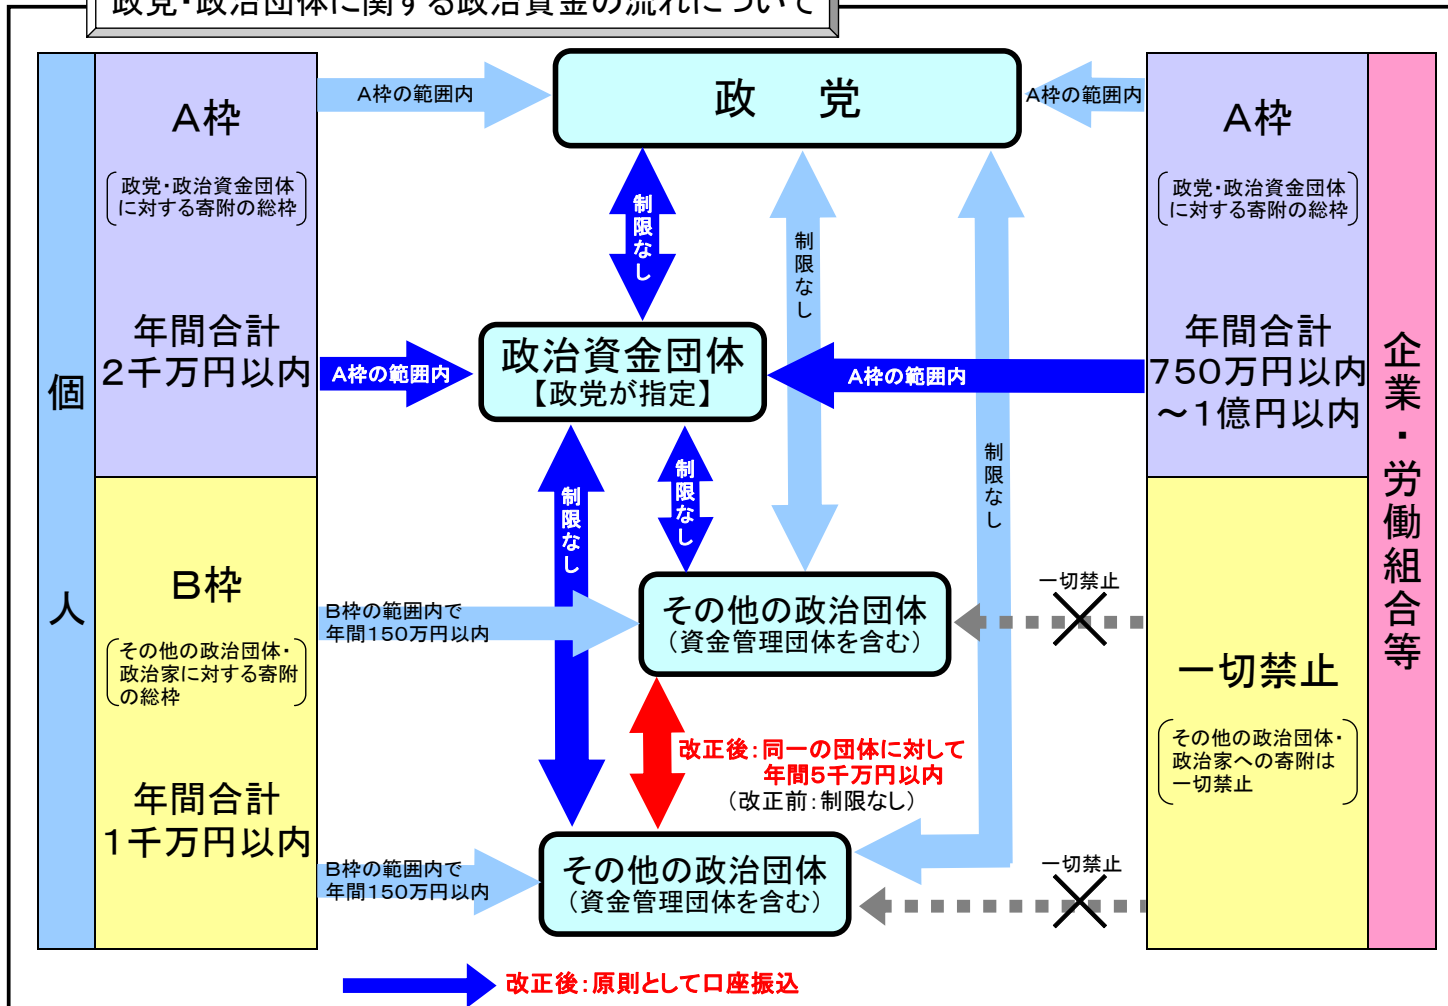 政党・政治団体に関する政治資金の流れについて
個人
A枠
政党・政治資金団体
に対する寄附の総枠
年間合計
2千万円以内
B枠
その他の政治団体・
政治家に対する寄附
の総枠
年間合計
1千万円以内
A枠の範囲内
政　党
A枠の範囲内
制限なし
制限なし
制限なし
A枠の範囲内
政治資金団体
【政党が指定】
A枠の範囲内
制限なし
制限なし
B枠の範囲内で
年間150万円以内
その他の政治団体
（資金管理団体を含む）
一切禁止
改正後：同一の団体に対して
年間5千万円以内
（改正前：制限なし）
B枠の範囲内で
年間150万円以内
その他の政治団体
（資金管理団体を含む）
一切禁止
A枠
政党・政治資金団体
に対する寄附の総枠
年間合計
750万円以内
～1億円以内
一切禁止
その他の政治団体・
政治家への寄附は
一切禁止
企業・労働組合等
改正後：原則として口座振込